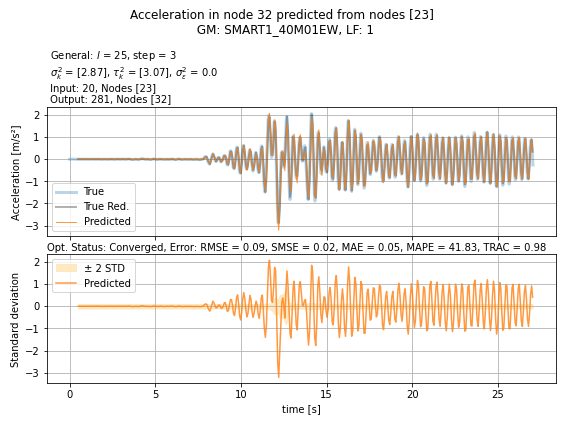 Acceleration in node 32 predicted from nodes [23]
GM: SMART1_40M01EW, LF: 1
General: l = 25, step = 3
σ²ₖ = [2.87], τ²ₖ = [3.07], σ²_ε = 0.0
Input: 20, Nodes [23]
Output: 281, Nodes [32]
Acceleration [m/s²]
2
1
0
−1
−2
−3
True
True Red.
Predicted
Opt. Status: Converged, Error: RMSE = 0.09, SMSE = 0.02, MAE = 0.05, MAPE = 41.83, TRAC = 0.98
Standard deviation
2
1
0
−1
−2
−3
± 2 STD
Predicted
0 5 10 15 20 25
time [s]